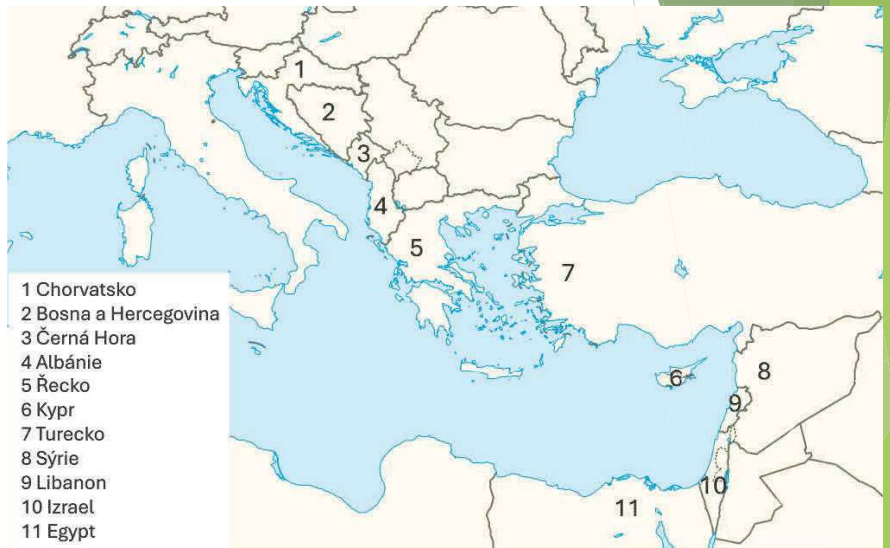 1
2
3
4
5
7
6
8
9
10
11
1 Chorvatsko
2 Bosna a Hercegovina
3 Černá Hora
4 Albánie
5 Řecko
6 Kypr
7 Turecko
8 Sýrie
9 Libanon
10 Izrael
11 Egypt